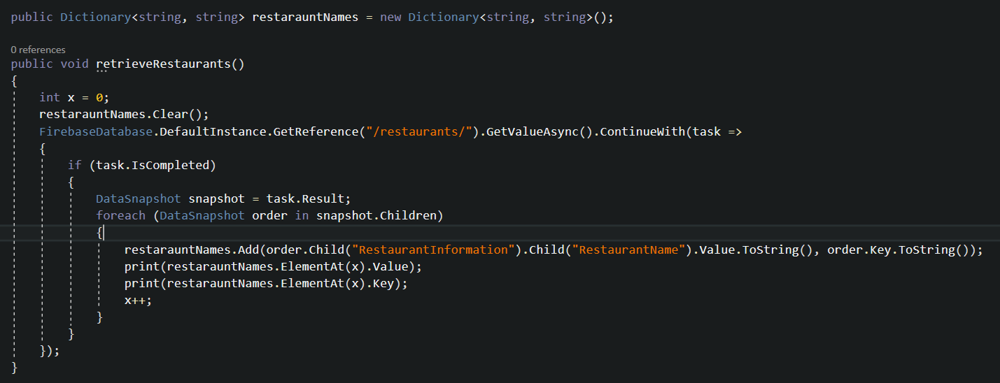 public Dictionary<string, string> restarauntNames = new Dictionary<string, string>();
0 references
public void retrieveRestaurants()
{
int x = 0;
restarauntNames.Clear();
FirebaseDatabase.DefaultInstance.GetReference("/restaurants/").GetValueAsync().ContinueWith(task =>
{
if (task.IsCompleted)
{
DataSnapshot snapshot = task.Result;
foreach (DataSnapshot order in snapshot.Children)
{
restarauntNames.Add(order.Child("RestaurantInformation").Child("RestaurantName").Value.ToString(), order.Key.ToString());
print(restarauntNames.ElementAt(x).Value);
print(restarauntNames.ElementAt(x).Key);
x++;
}
}
});
}